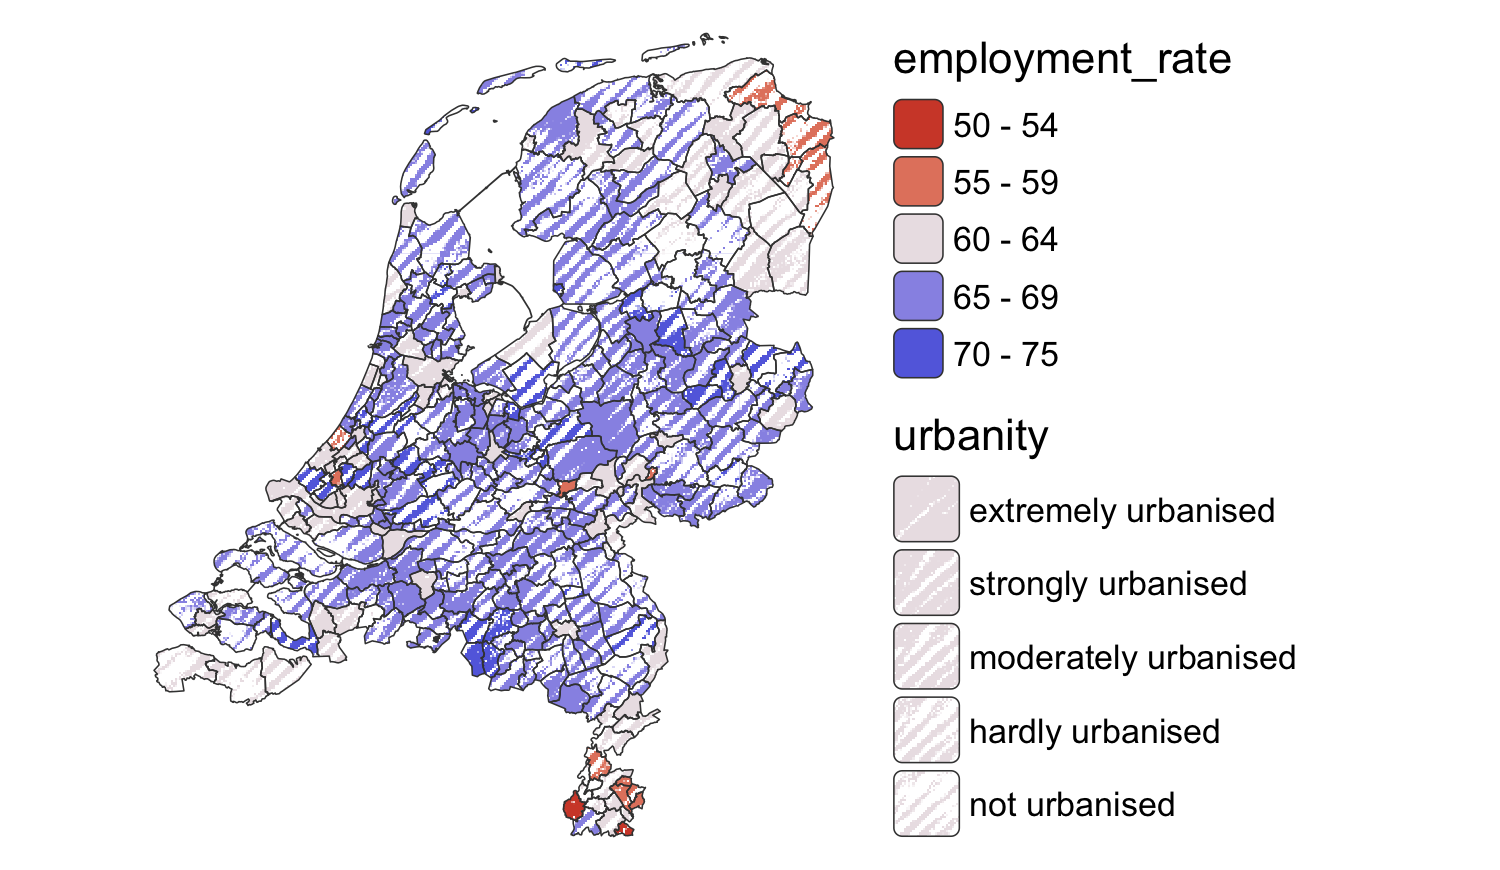 employment_rate
50 - 54
55 - 59
60 - 64
65 - 69
70 - 75
urbanity
extremely urbanised
strongly urbanised
moderately urbanised
hardly urbanised
not urbanised